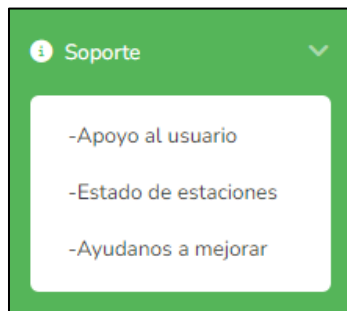 Soporte
-Apoyo al usuario
-Estado de estaciones
-Ayudanos a mejorar